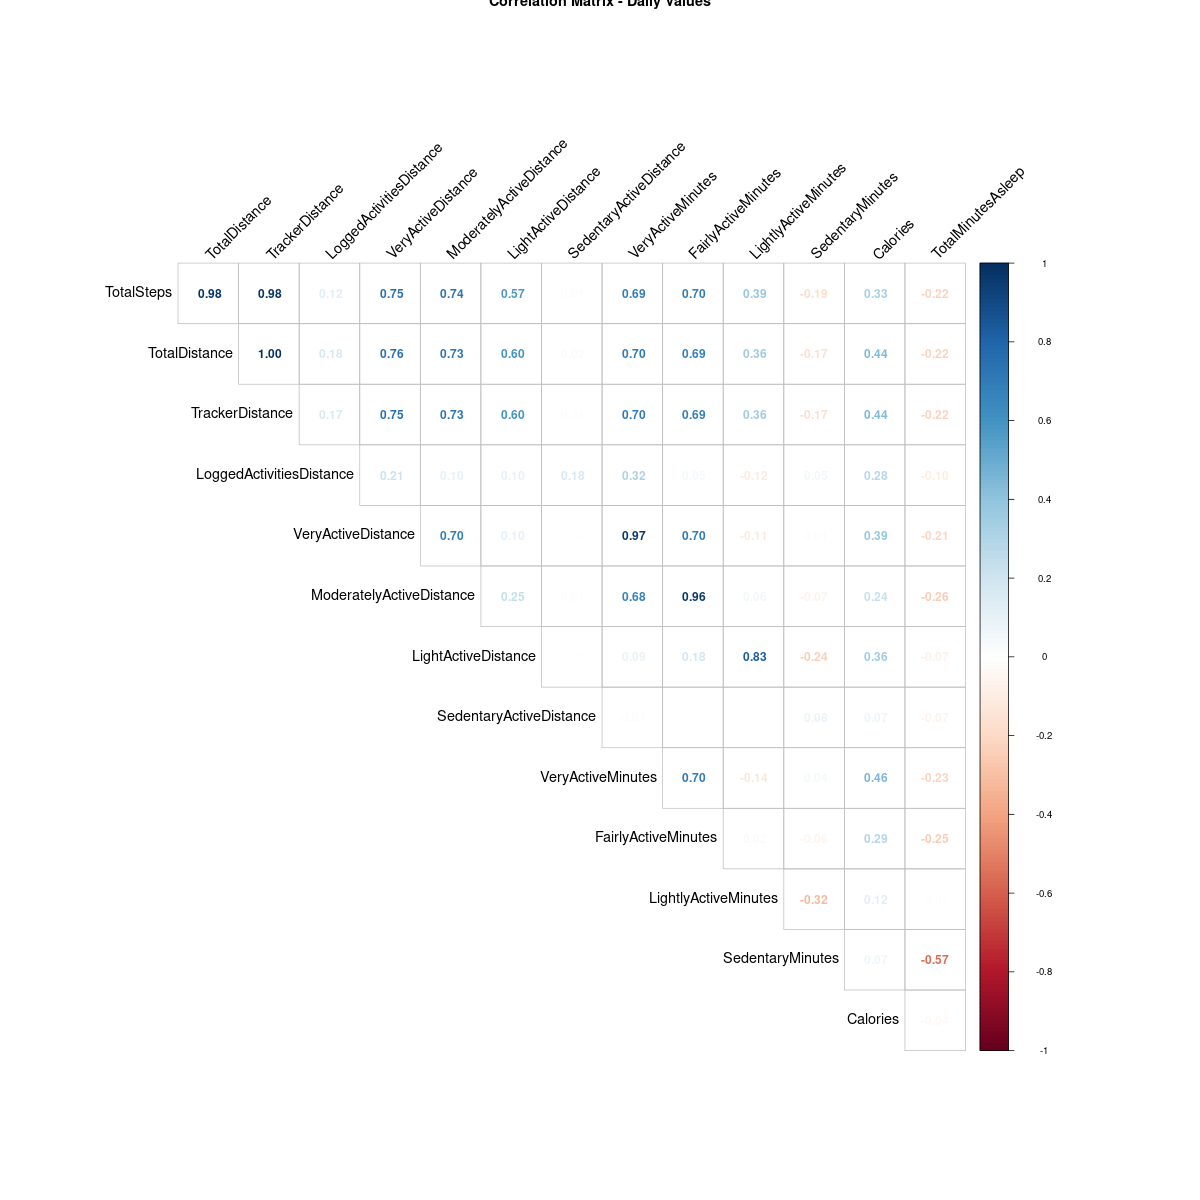 Correlation Matrix - Daily Values
TotalDistance
TrackerDistance
LoggedActivitiesDistance
VeryActiveDistance
ModeratelyActiveDistance
LightActiveDistance
SedentaryActiveDistance
VeryActiveMinutes
FairlyActiveMinutes
LightlyActiveMinutes
SedentaryMinutes
Calories
TotalMinutesAsleep
TotalSteps 0.98 0.98 0.12 0.75 0.74 0.57 0.69 0.70 0.39 -0.19 0.33 -0.22
TotalDistance 1.00 0.18 0.76 0.73 0.60 0.70 0.69 0.36 -0.17 0.44 -0.22
TrackerDistance 0.17 0.75 0.73 0.60 0.70 0.69 0.36 -0.17 0.44 -0.22
LoggedActivitiesDistance 0.21 0.10 0.10 0.18 0.32 -0.12 0.05 0.28 -0.10
VeryActiveDistance 0.70 0.10 0.97 0.70 -0.11 0.39 -0.21
ModeratelyActiveDistance 0.25 0.68 0.96 0.06 -0.07 0.24 -0.26
LightActiveDistance 0.09 0.18 0.83 -0.24 0.36 -0.07
SedentaryActiveDistance 0.09 0.07 -0.07
VeryActiveMinutes 0.70 -0.14 0.04 0.46 -0.23
FairlyActiveMinutes -0.06 0.29 -0.25
LightlyActiveMinutes -0.32 0.12
SedentaryMinutes 0.07 -0.57
Calories
1
0.8
0.6
0.4
0.2
0
-0.2
-0.4
-0.6
-0.8
-1